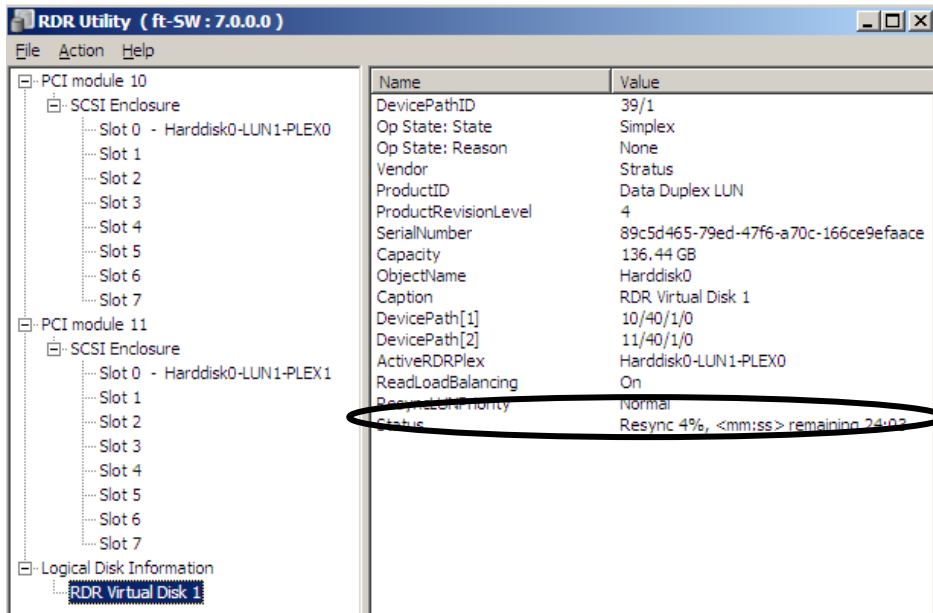 RDR Utility ( ft-SW : 7.0.0.0 )
File Action Help
PCI module 10
SCSI Enclosure
Slot 0 - Harddisk0-LUN1-PLEX0
Slot 1
Slot 2
Slot 3
Slot 4
Slot 5
Slot 6
Slot 7
PCI module 11
SCSI Enclosure
Slot 0 - Harddisk0-LUN1-PLEX1
Slot 1
Slot 2
Slot 3
Slot 4
Slot 5
Slot 6
Slot 7
Logical Disk Information
RDR Virtual Disk 1
Name Value
DevicePathID 39/1
Op State: State Simplex
Op State: Reason None
Vendor Stratus
ProductID Data Duplex LUN
ProductRevisionLevel 4
SerialNumber 89c5d465-79ed-47f6-a70c-166ce9efaace
Capacity 136.44 GB
ObjectName Harddisk0
Caption RDR Virtual Disk 1
DevicePath[1] 10/40/1/0
DevicePath[2] 11/40/1/0
ActiveRDRPlex Harddisk0-LUN1-PLEX0
ReadLoadBalancing On
ResyncLUNPriority Normal
Status Resync 4%, <mm:ss> remaining 24:03